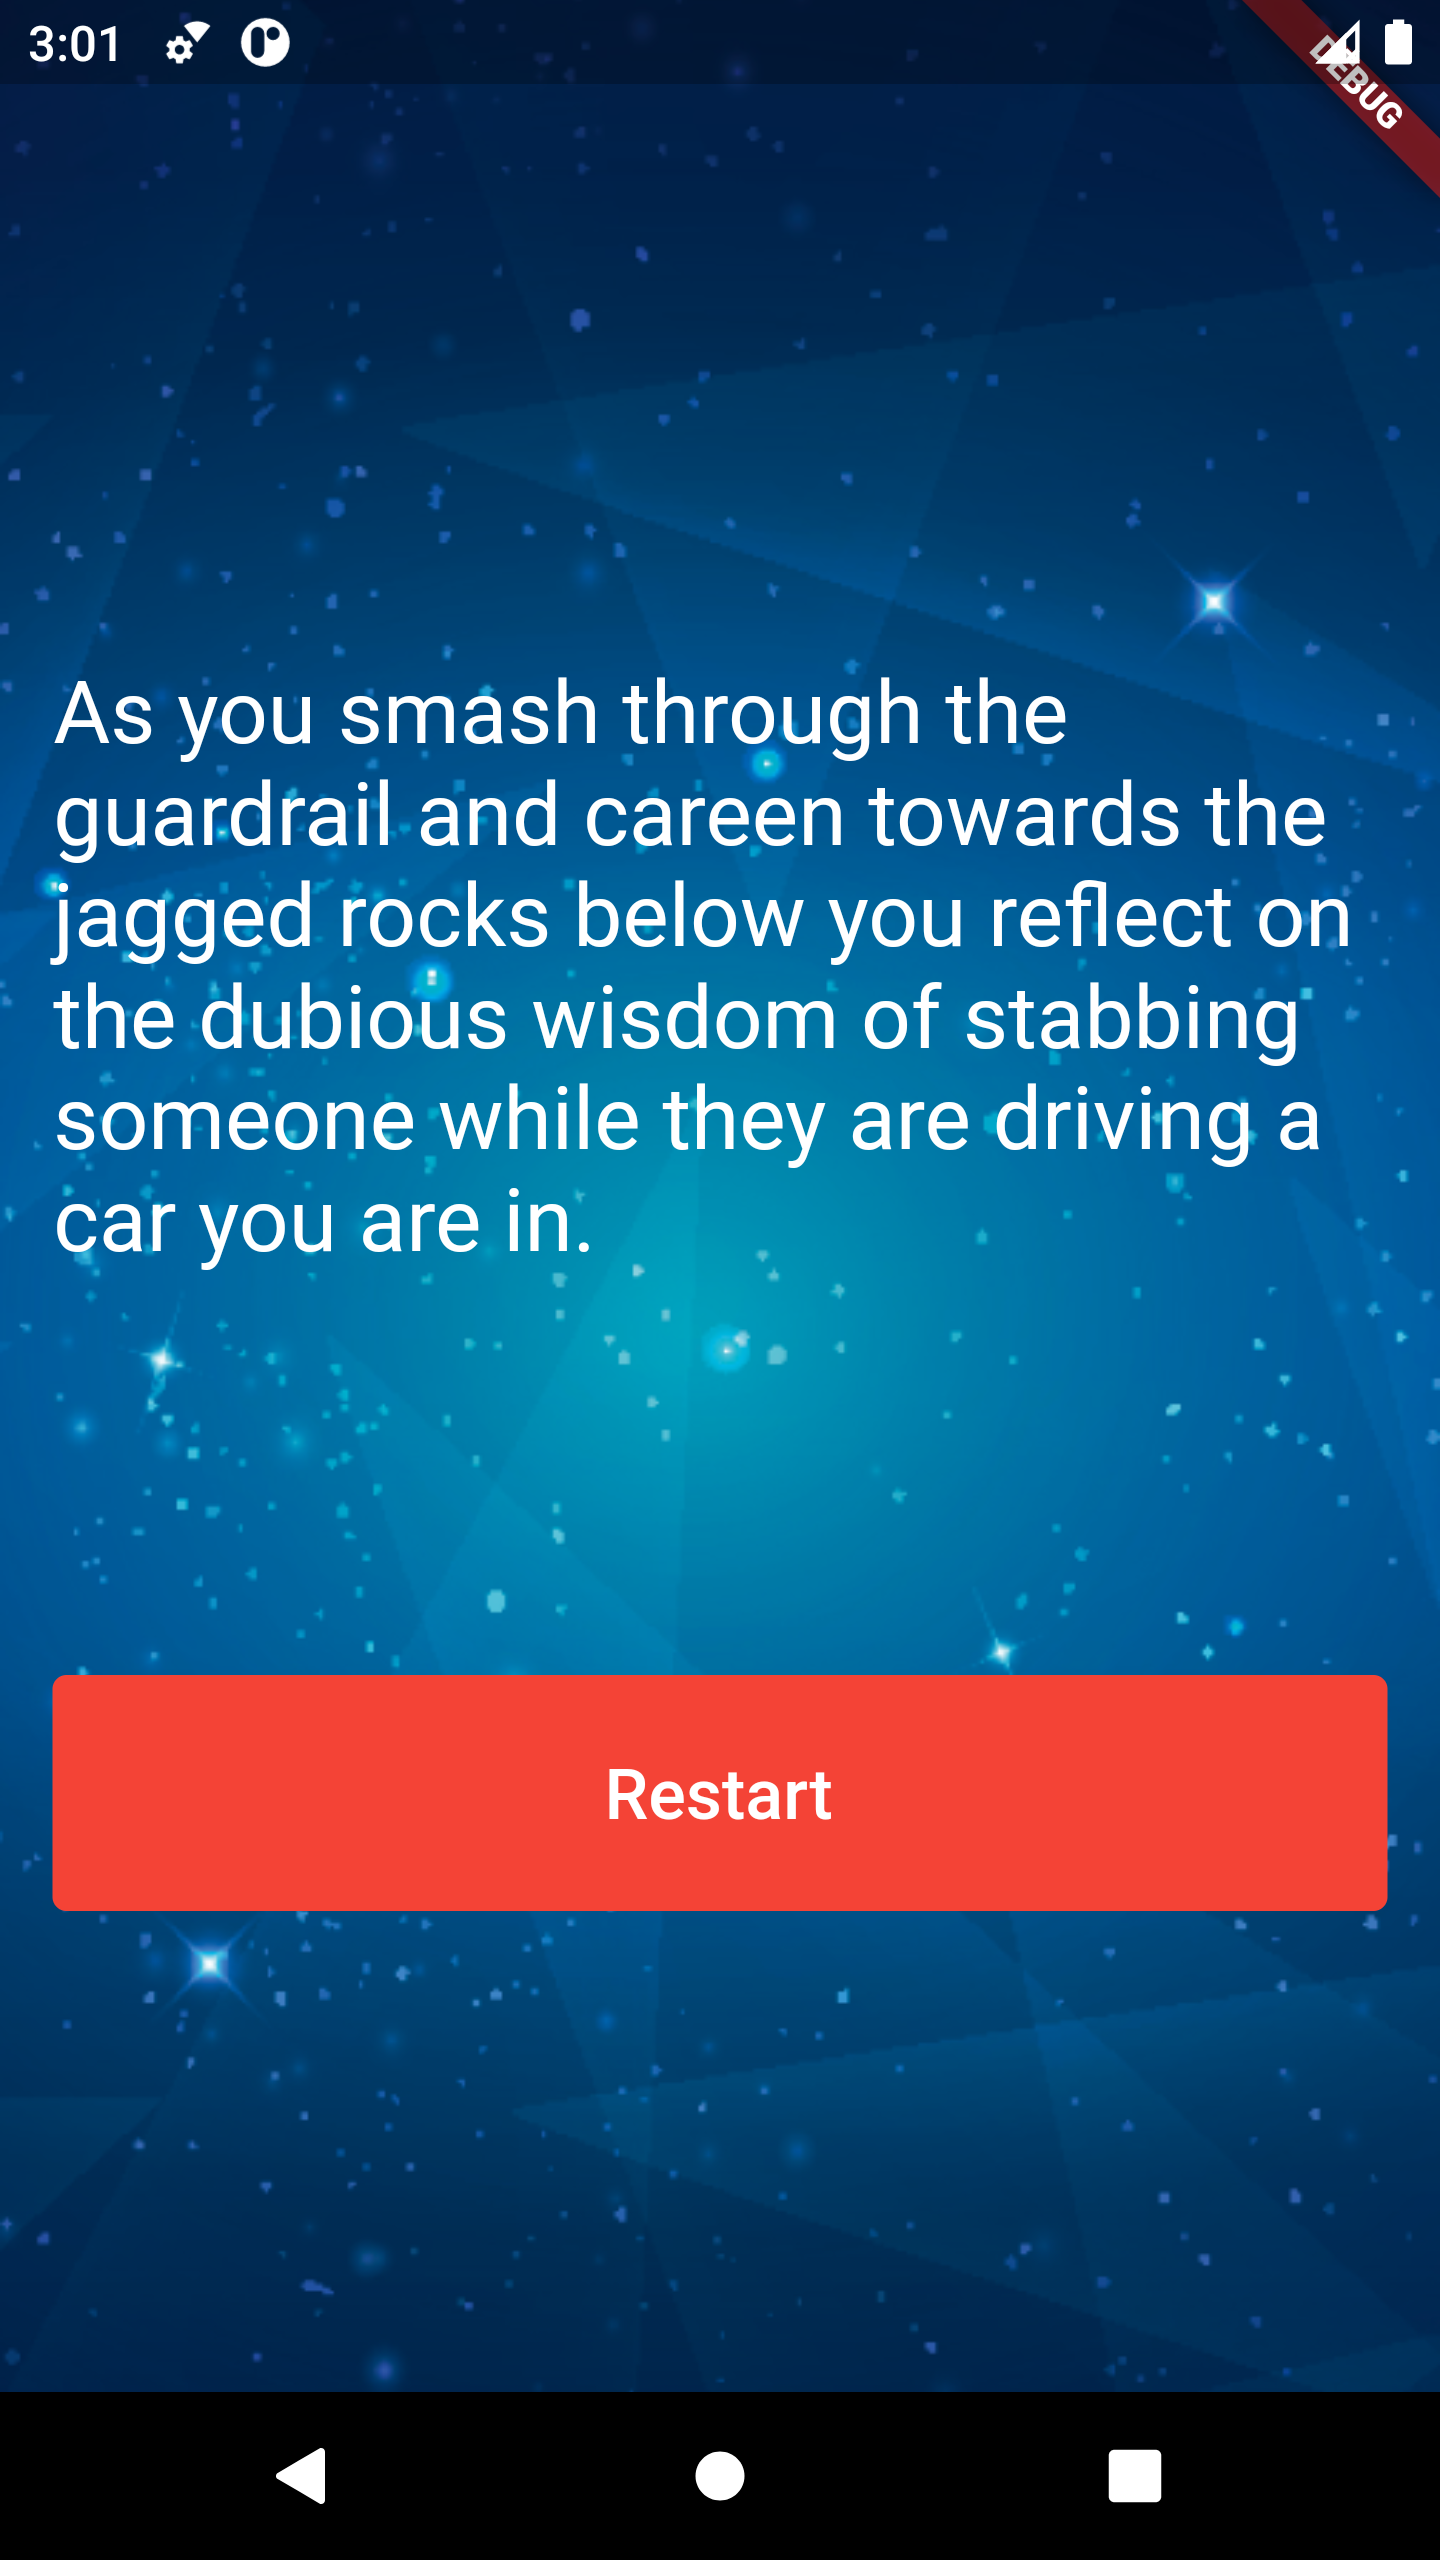 3:01
DEBUG
As you smash through the
guardrail and careen towards the
jagged rocks below you reflect on
the dubious wisdom of stabbing
someone while they are driving a
car you are in.
Restart